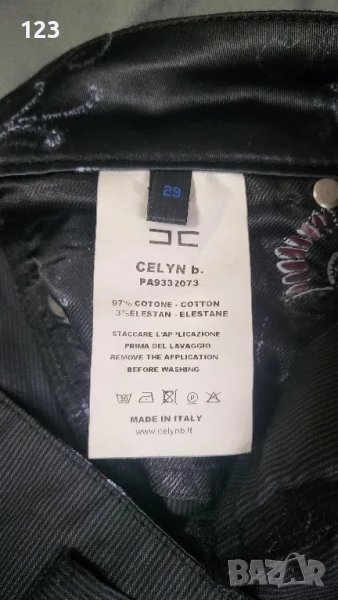 123
29
CELYN b.
PA9332073
97% COTONE - COTTON
3% ELESTAN - ELESTANE
STACCARE L'APPLICAZIONE
PRIMA DEL LAVAGGIO
REMOVE THE APPLICATION
BEFORE WASHING
MADE IN ITALY
www.celynb.it
BAZAR